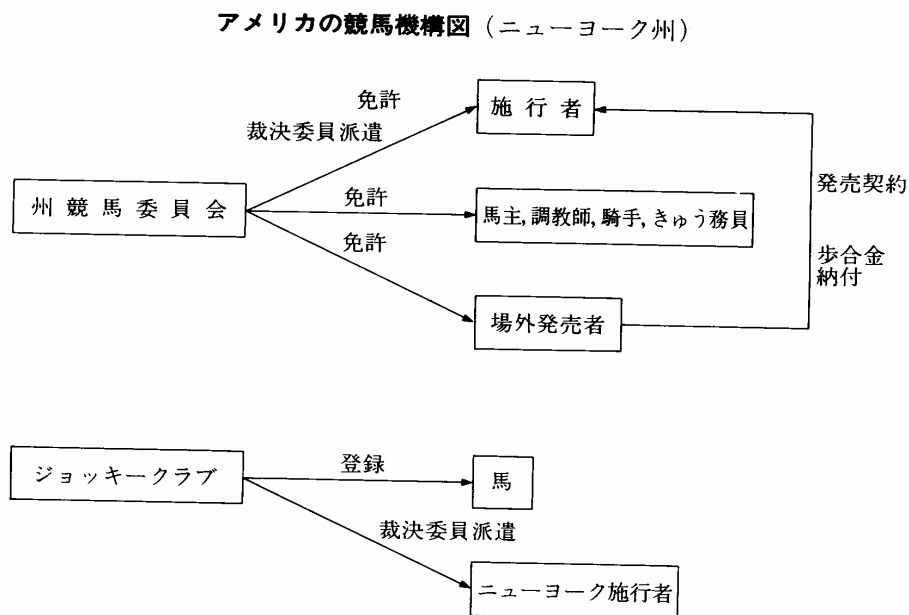 アメリカの競馬機構図（ニューヨーク州）
免許
裁決委員派遣
施行者
州競馬委員会
免許
馬主,調教師,騎手,きゅう務員
発売契約
免許
歩合金
納付
場外発売者
ジョッキークラブ
登録
馬
裁決委員派遣
ニューヨーク施行者